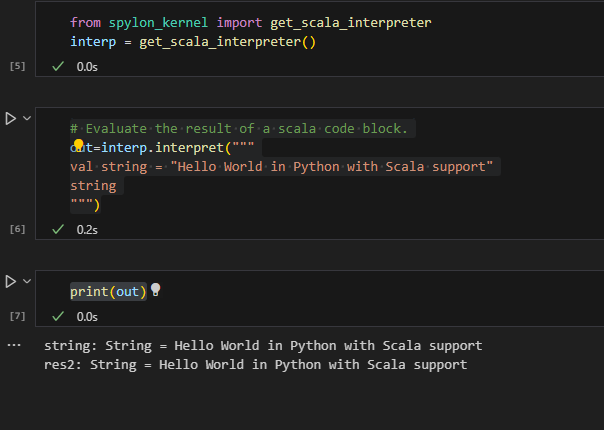 from spylon_kernel import get_scala_interpreter
interp = get_scala_interpreter()
[5]
0.0s
# Evaluate the result of a scala code block.
out=interp.interpret("""
val string = "Hello World in Python with Scala support"
string
""")
[6]
0.2s
print(out)
[7]
0.0s
string: String = Hello World in Python with Scala support
res2: String = Hello World in Python with Scala support